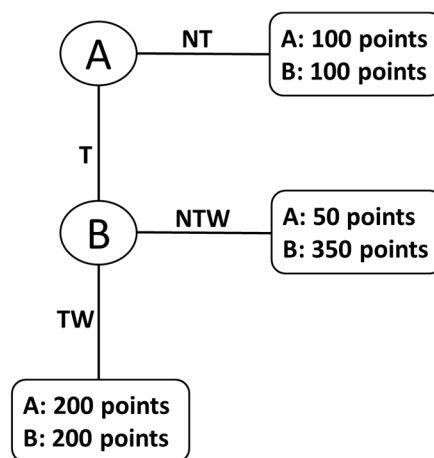 A
NT
A: 100 points
B: 100 points
T
B
NTW
A: 50 points
B: 350 points
TW
A: 200 points
B: 200 points